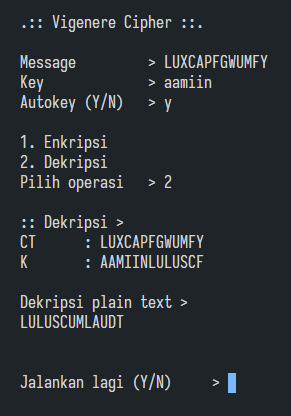 .:: Vigenere Cipher ::.
Message > LUXCAPFGWUMFY
Key > aamiin
Autokey (Y/N) > y
1. Enkripsi
2. Dekripsi
Pilih operasi > 2
:: Dekripsi >
CT : LUXCAPFGWUMFY
K : AAMIINLULUSCF
Dekripsi plain text >
LULUSCUMLAUDT
Jalankan lagi (Y/N) >